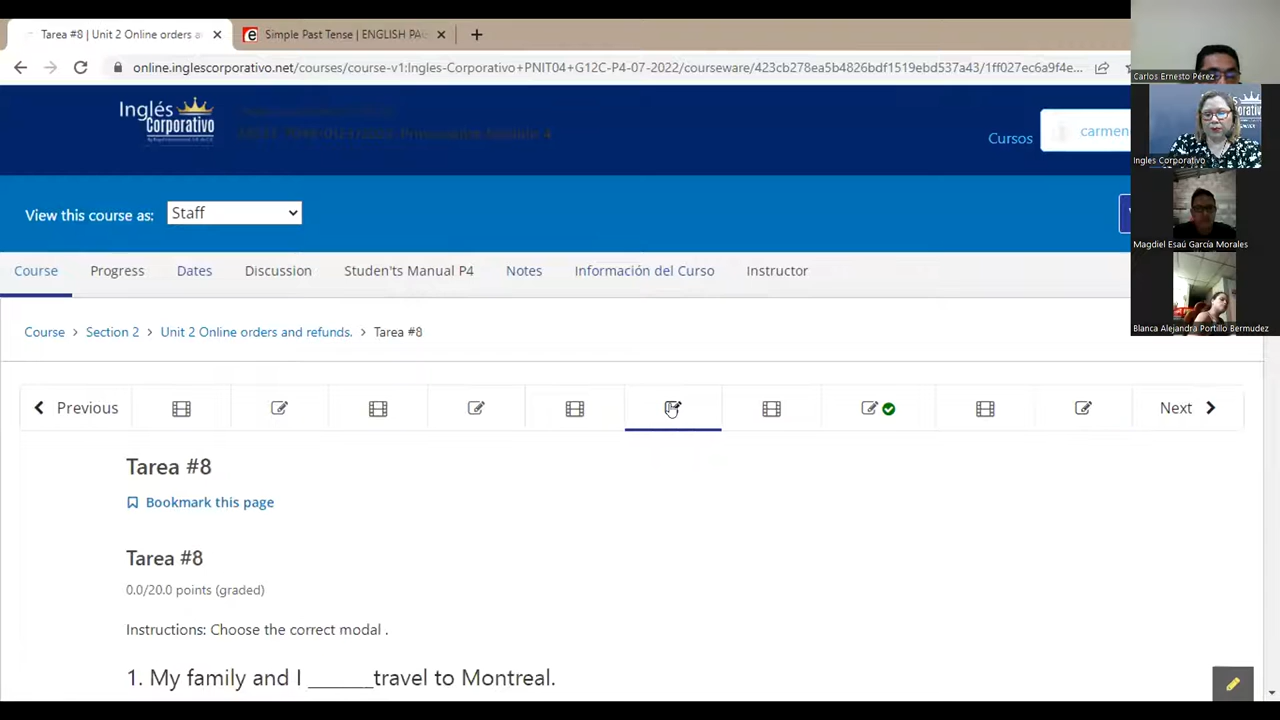 Tarea #8 | Unit 2 Online orders a
Simple Past Tense | ENGLISH PA
online.inglescorporativo.net/courses/course-v1:Ingles-Corporativo+PNIT04+G12C-P4-07-2022/courseware/423cb278ea5b4826bdf1519ebd537a43/1ff027ec6a9f4e...
Inglés
Corporativo
Cursos
carmen
View this course as:
Staff
Course
Progress
Dates
Discussion
Studen'ts Manual P4
Notes
Información del Curso
Instructor
Course > Section 2 > Unit 2 Online orders and refunds. > Tarea #8
Previous
Next
Tarea #8
Bookmark this page
Tarea #8
0.0/20.0 points (graded)
Instructions: Choose the correct modal .
1. My family and I ______travel to Montreal.
Carlos Ernesto Pérez
Ingles Corporativo
Magdiel Esaú García Morales
Blanca Alejandra Portillo Bermudez